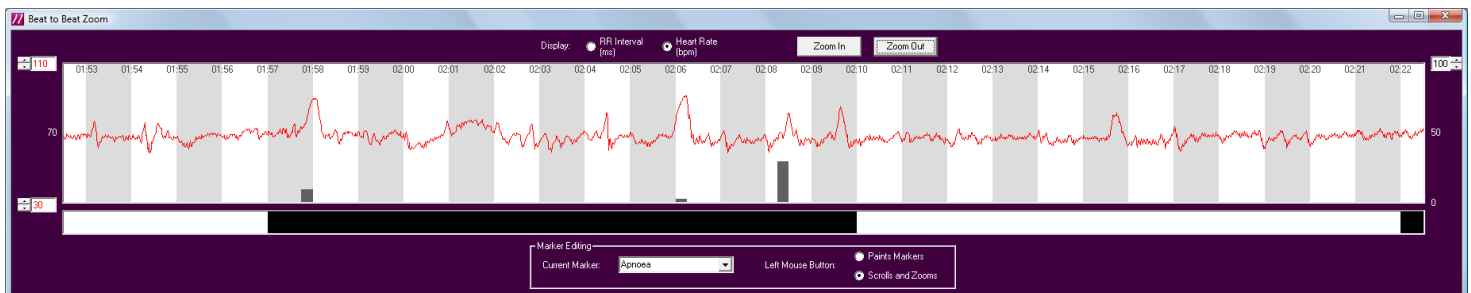 Beat to Beat Zoom
Display: RR Interval (ms) Heart Rate (bpm) Zoom In Zoom Out
110 01:53 01:54 01:55 01:56 01:57 01:58 01:59 02:00 02:01 02:02 02:03 02:04 02:05 02:06 02:07 02:08 02:09 02:10 02:11 02:12 02:13 02:14 02:15 02:16 02:17 02:18 02:19 02:20 02:21 02:22 100
70 50
30 0
Marker Editing
Current Marker: Apnoea Left Mouse Button: Paints Markers
Scrolls and Zooms